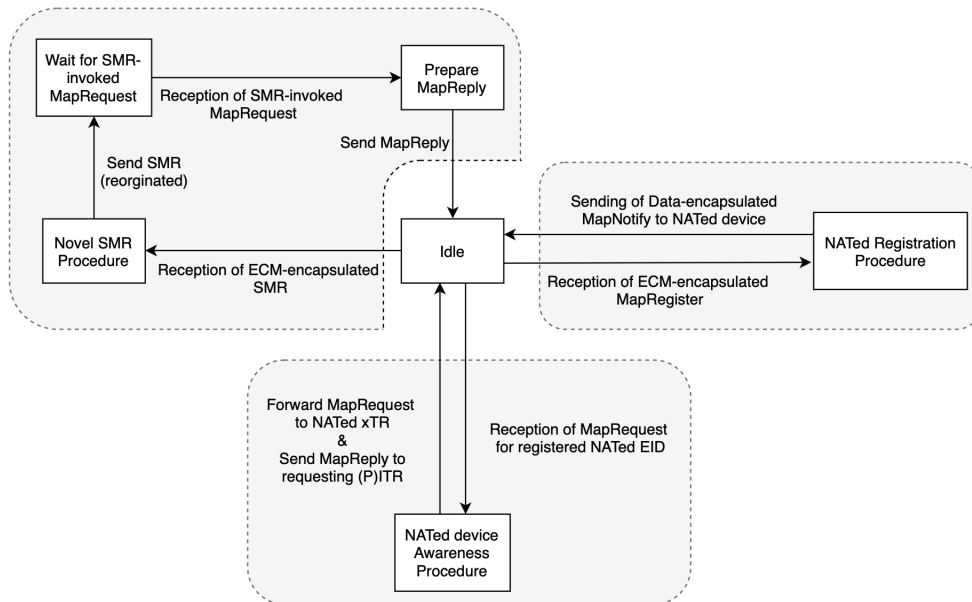 Wait for SMR-
invoked
MapRequest
Reception of SMR-invoked
MapRequest
Prepare
MapReply
Send MapReply
Send SMR
(reorginated)
Novel SMR
Procedure
Reception of ECM-encapsulated
SMR
Idle
Sending of Data-encapsulated
MapNotify to NATed device
NATed Registration
Procedure
Reception of ECM-encapsulated
MapRegister
Forward MapRequest
to NATed xTR
&
Send MapReply to
requesting (P)ITR
Reception of MapRequest
for registered NATed EID
NATed device
Awareness
Procedure